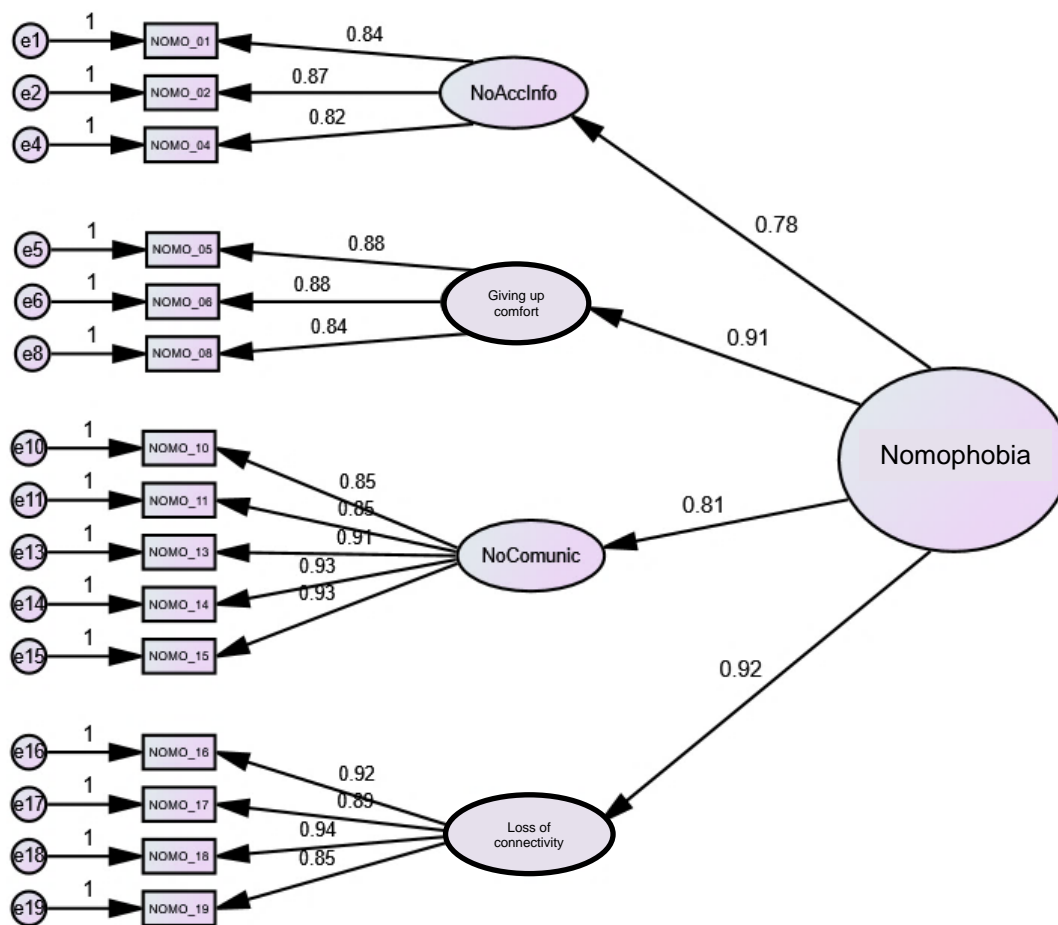 e1 1 NOMO_01 0.84
e2 1 NOMO_02 0.87 NoAccInfo
e4 1 NOMO_04 0.82
0.78
e5 1 NOMO_05 0.88
e6 1 NOMO_06 0.88 Giving up
comfort
e8 1 NOMO_08 0.84
0.91
Nomophobia
e10 1 NOMO_10 0.85
e11 1 NOMO_11 0.85
0.81
e13 1 NOMO_13 0.91 NoComunic
e14 1 NOMO_14 0.93
e15 1 NOMO_15 0.93
0.92
e16 1 NOMO_16 0.92
e17 1 NOMO_17 0.89
e18 1 NOMO_18 0.94 Loss of
connectivity
e19 1 NOMO_19 0.85